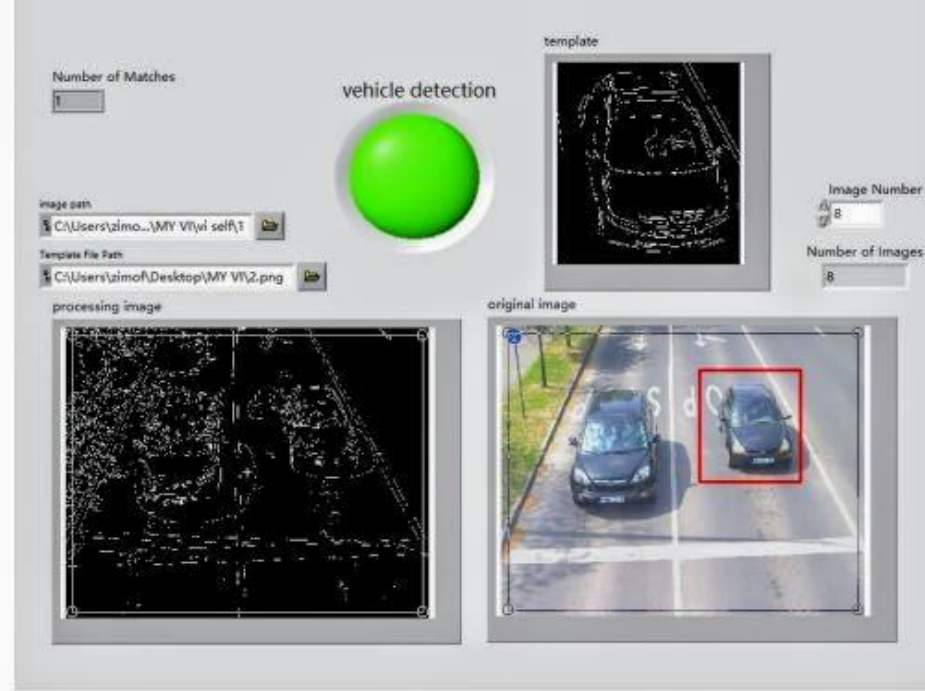 template
Number of Matches
1
vehicle detection
image path
C:\Users\zimo...\MY VI\vi self\1
Image Number
8
Template File Path
C:\Users\zimof\Desktop\MY VI\2.png
Number of Images
8
processing image
original image